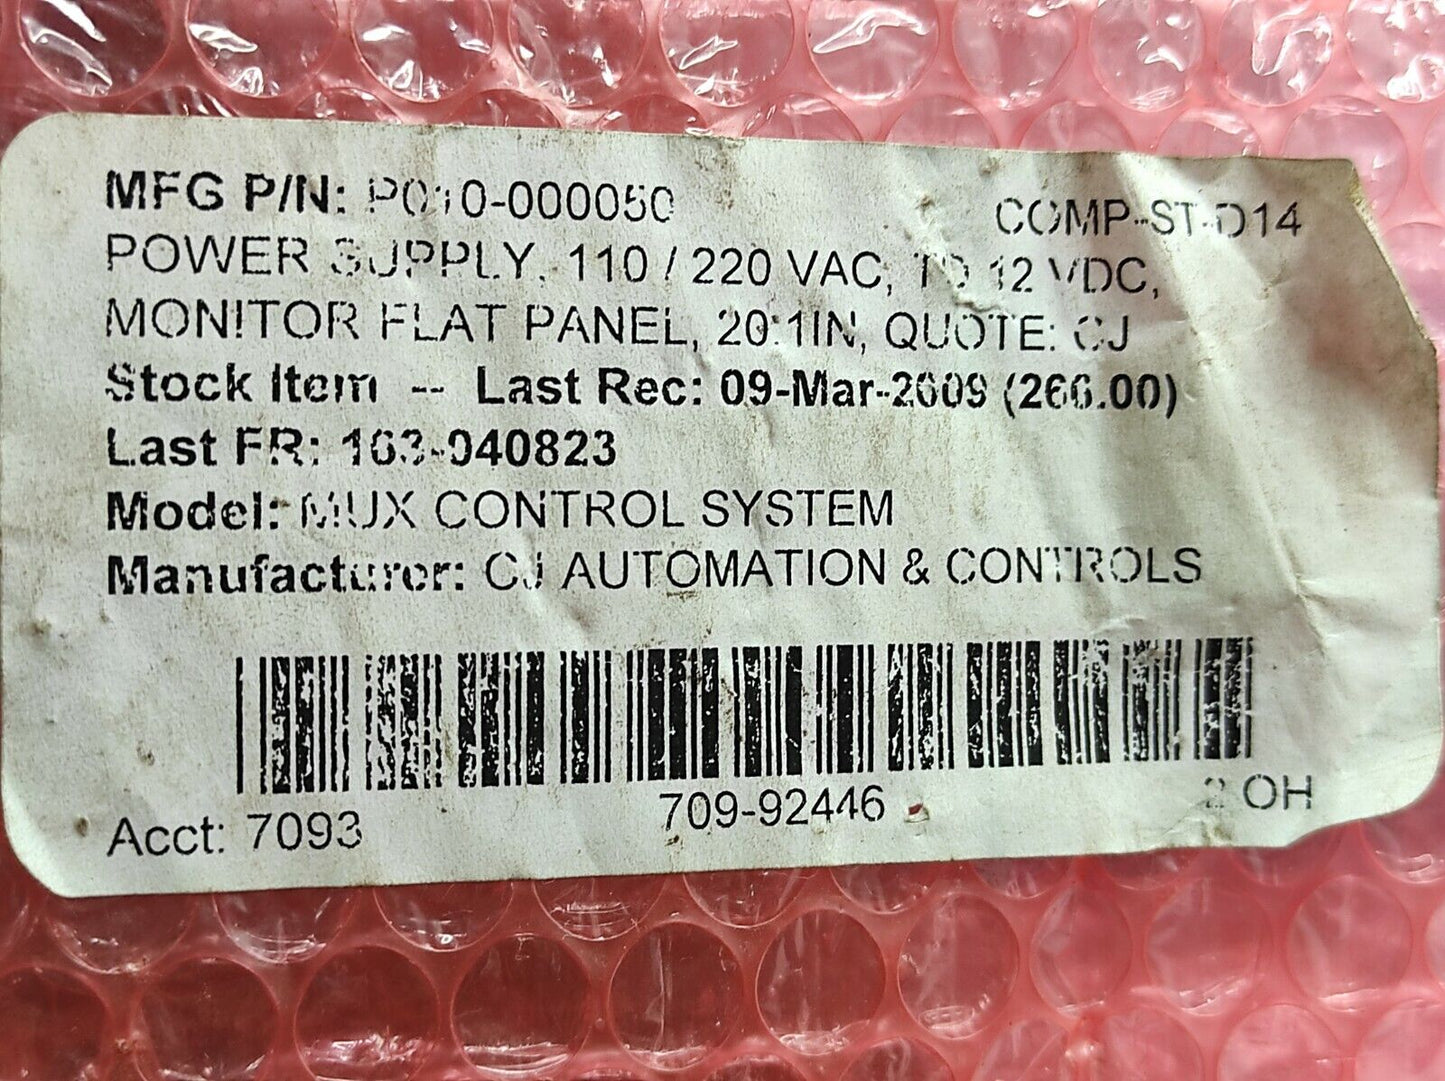 MFG P/N: P010-000050 COMP-ST-D14
POWER SUPPLY, 110 / 220 VAC, TO 12 VDC,
MONITOR FLAT PANEL, 20.1IN, QUOTE: CJ
Stock Item -- Last Rec: 09-Mar-2009 (266.00)
Last FR: 163-040823
Model: MUX CONTROL SYSTEM
Manufacturer: CJ AUTOMATION & CONTROLS
Acct: 7093 709-92446 2 OH